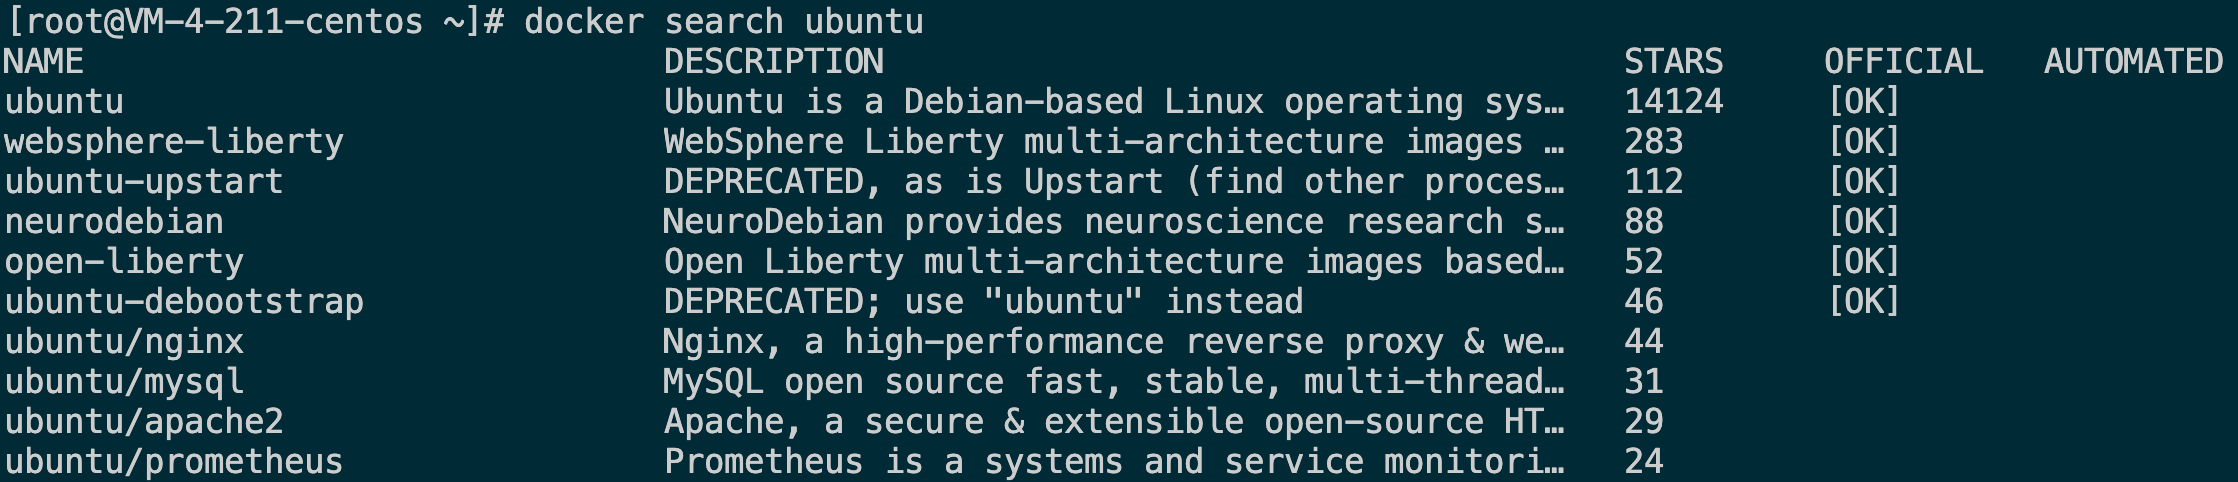 [root@VM-4-211-centos ~]# docker search ubuntu
NAME DESCRIPTION STARS OFFICIAL AUTOMATED
ubuntu Ubuntu is a Debian-based Linux operating sys… 14124 [OK]
websphere-liberty WebSphere Liberty multi-architecture images … 283 [OK]
ubuntu-upstart DEPRECATED, as is Upstart (find other proces… 112 [OK]
neurodebian NeuroDebian provides neuroscience research s… 88 [OK]
open-liberty Open Liberty multi-architecture images based… 52 [OK]
ubuntu-debootstrap DEPRECATED; use "ubuntu" instead 46 [OK]
ubuntu/nginx Nginx, a high-performance reverse proxy & we… 44
ubuntu/mysql MySQL open source fast, stable, multi-thread… 31
ubuntu/apache2 Apache, a secure & extensible open-source HT… 29
ubuntu/prometheus Prometheus is a systems and service monitori… 24